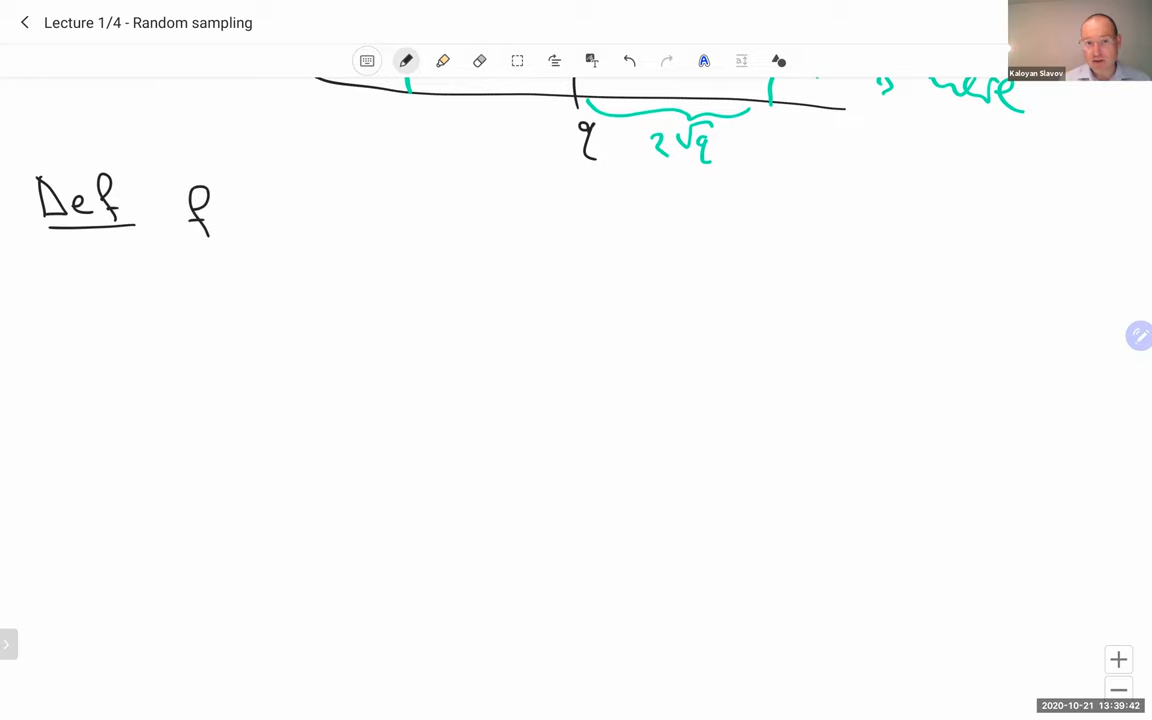 Lecture 1/4 - Random sampling
Kaloyan Slavov
is here
q
2√q
Def f
2020-10-21 13:39:42